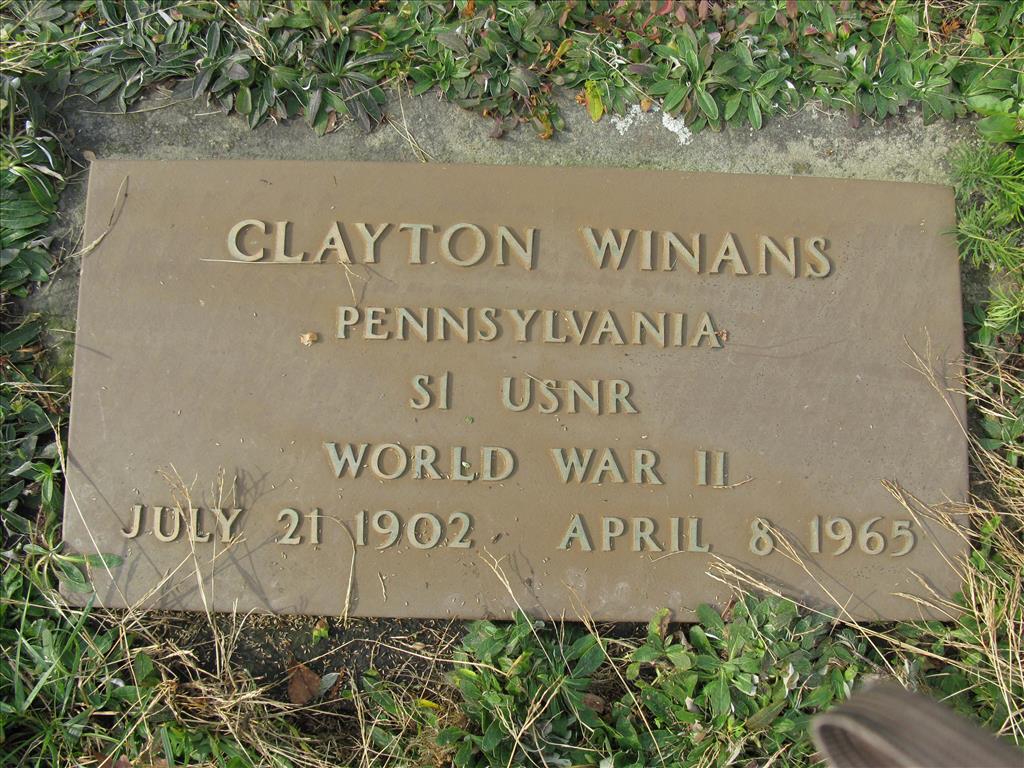 CLAYTON WINANS
PENNSYLVANIA
S1 USNR
WORLD WAR II
JULY 21 1902 APRIL 8 1965